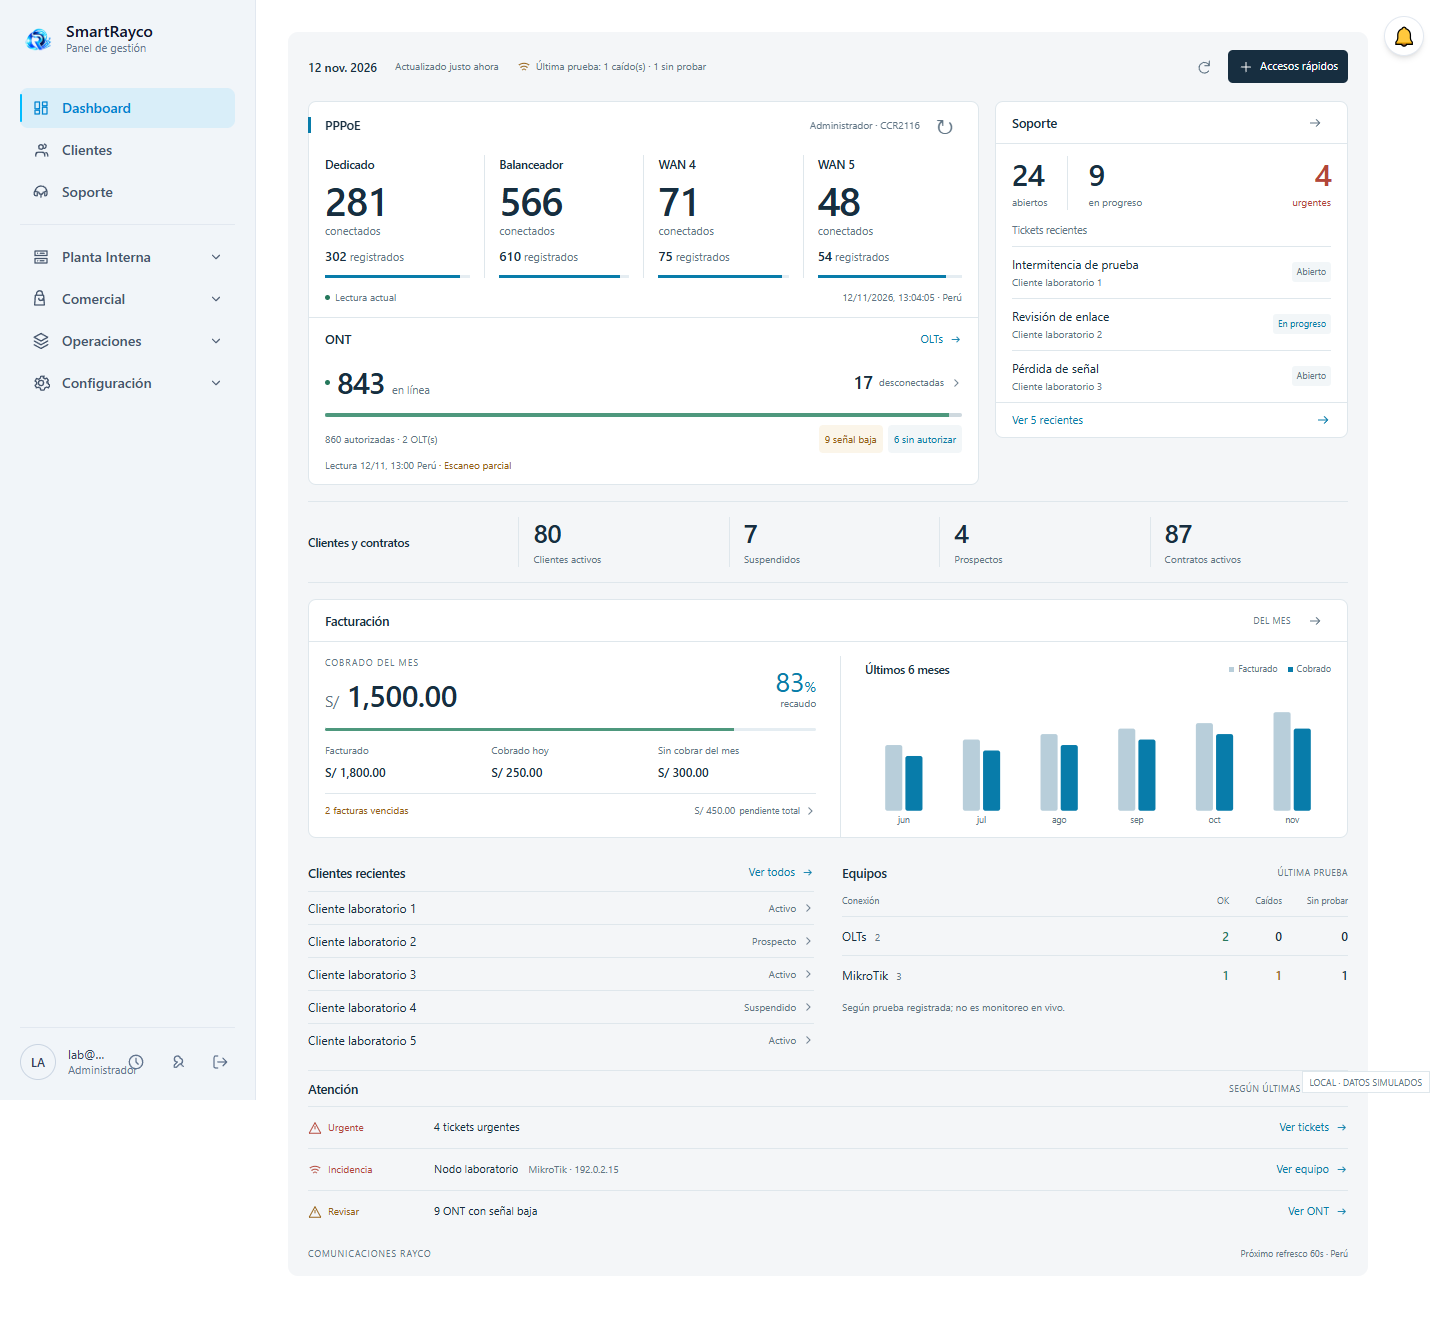 SmartRayco
Panel de gestión
Dashboard
Clientes
Soporte
Planta Interna
Comercial
Operaciones
Configuración
LA
lab@...
Administrador
12 nov. 2026
Actualizado justo ahora
Última prueba: 1 caído(s) · 1 sin probar
Accesos rápidos
PPPoE
Administrador · CCR2116
Dedicado
281
conectados
302 registrados
Balanceador
566
conectados
610 registrados
WAN 4
71
conectados
75 registrados
WAN 5
48
conectados
54 registrados
Lectura actual
12/11/2026, 13:04:05 · Perú
ONT
OLTs
843 en línea
17 desconectadas
860 autorizadas · 2 OLT(s)
9 señal baja
6 sin autorizar
Lectura 12/11, 13:00 Perú · Escaneo parcial
Soporte
24
abiertos
9
en progreso
4
urgentes
Tickets recientes
Intermitencia de prueba
Cliente laboratorio 1
Abierto
Revisión de enlace
Cliente laboratorio 2
En progreso
Pérdida de señal
Cliente laboratorio 3
Abierto
Ver 5 recientes
Clientes y contratos
80
Clientes activos
7
Suspendidos
4
Prospectos
87
Contratos activos
Facturación
DEL MES
COBRADO DEL MES
S/ 1,500.00
83%
recaudo
Facturado
S/ 1,800.00
Cobrado hoy
S/ 250.00
Sin cobrar del mes
S/ 300.00
2 facturas vencidas
S/ 450.00 pendiente total
Últimos 6 meses
Facturado
Cobrado
jun
jul
ago
sep
oct
nov
Clientes recientes
Ver todos
Cliente laboratorio 1
Activo
Cliente laboratorio 2
Prospecto
Cliente laboratorio 3
Activo
Cliente laboratorio 4
Suspendido
Cliente laboratorio 5
Activo
Equipos
ÚLTIMA PRUEBA
Conexión
OK
Caídos
Sin probar
OLTs 2
2
0
0
MikroTik 3
1
1
1
Según prueba registrada; no es monitoreo en vivo.
Atención
SEGÚN ÚLTIMAS
LOCAL · DATOS SIMULADOS
Urgente
4 tickets urgentes
Ver tickets
Incidencia
Nodo laboratorio
MikroTik · 192.0.2.15
Ver equipo
Revisar
9 ONT con señal baja
Ver ONT
COMUNICACIONES RAYCO
Próximo refresco 60s · Perú